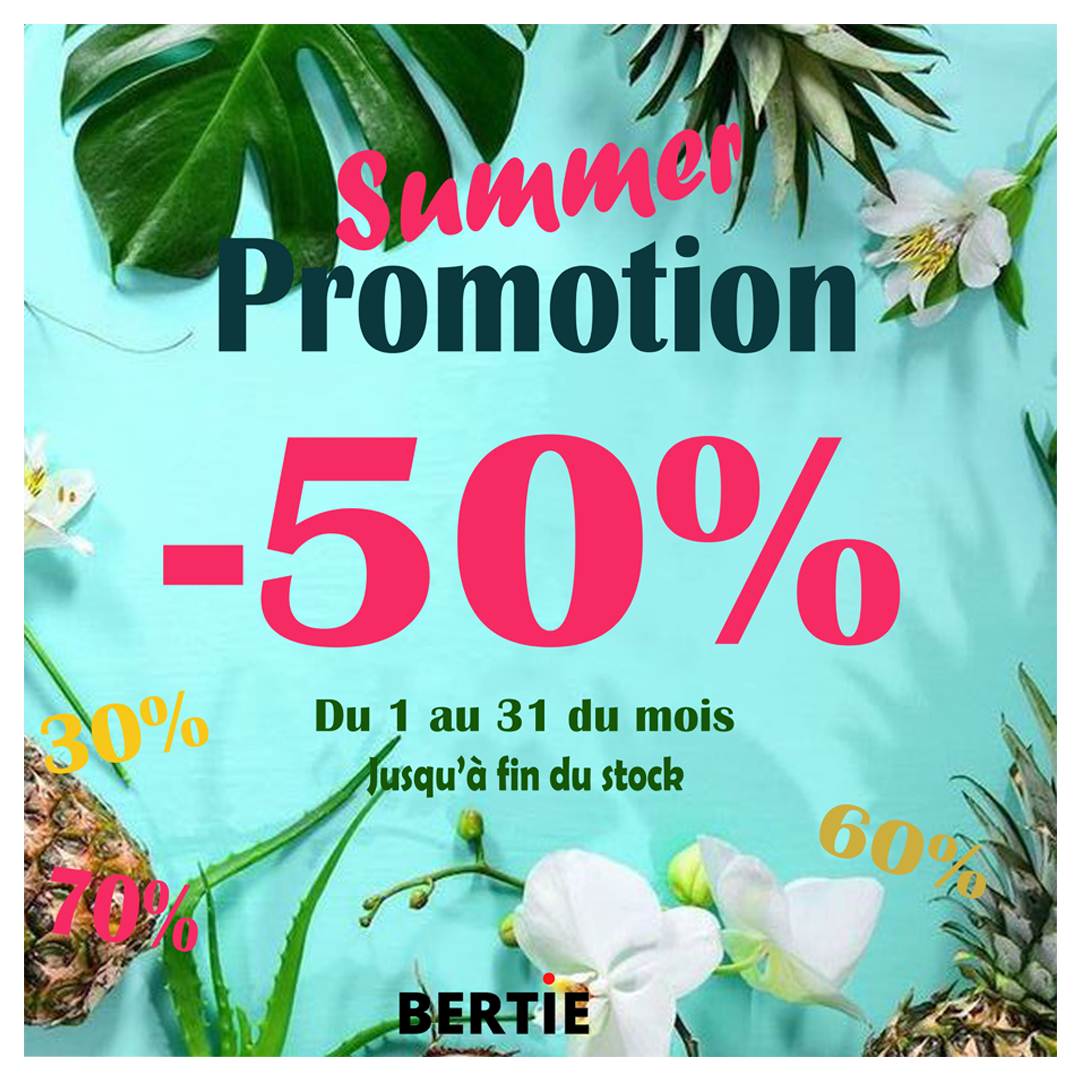 Summer
Promotion
-50%
30%
Du 1 au 31 du mois
Jusqu'à fin du stock
60%
70%
BERTiE